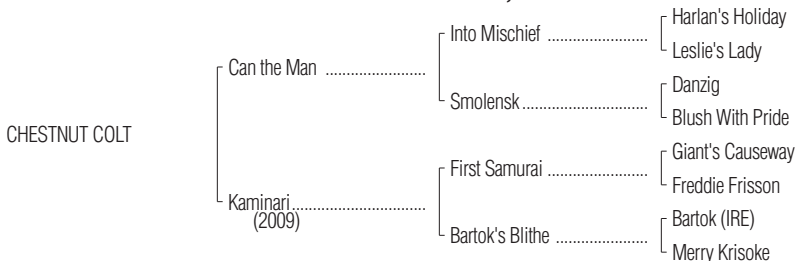 Harlan's Holiday
Into Mischief ..........................
Leslie's Lady
Can the Man ..........................
Danzig
Smolensk................................
Blush With Pride
CHESTNUT COLT
Giant's Causeway
First Samurai ..........................
Freddie Frisson
Kaminari...................................
(2009)
Bartok (IRE)
Bartok's Blithe ........................
Merry Krisoke